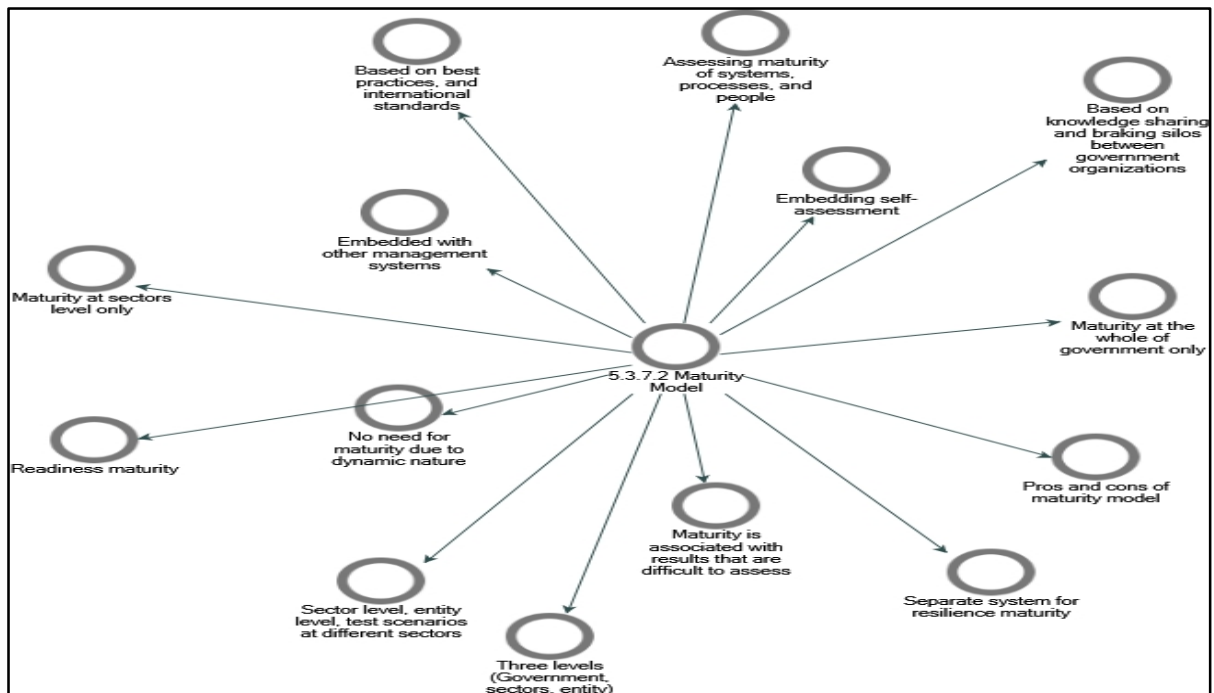 Based on best
practices, and
international
standards
Assessing maturity
of systems,
processes, and
people
Based on
knowledge sharing
and braking silos
between
government
organizations
Embedding self-
assessment
Embedded with
other management
systems
Maturity at sectors
level only
Maturity at the
whole of
government only
5.3.7.2 Maturity
Model
No need for
maturity due to
dynamic nature
Readiness maturity
Pros and cons of
maturity model
Maturity is
associated with
results that are
difficult to assess
Separate system for
resilience maturity
Sector level, entity
level, test scenarios
at different sectors
Three levels
(Government,
sectors, entity)